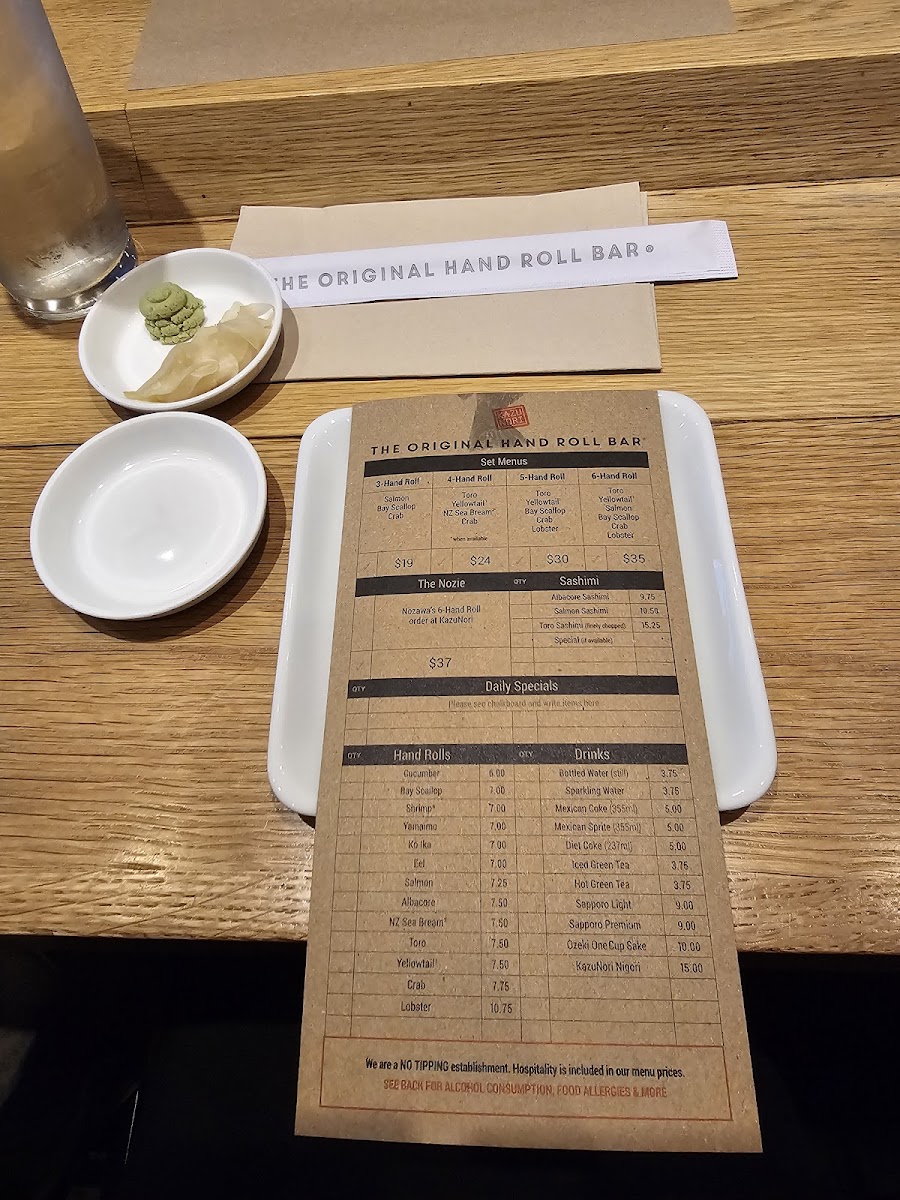 THE ORIGINAL HAND ROLL BAR®
KAZU
NORI
THE ORIGINAL HAND ROLL BAR
Set Menus
3-Hand Roll
4-Hand Roll
5-Hand Roll
6-Hand Roll
Salmon
Bay Scallop
Crab
Toro
Yellowtail
NZ Sea Bream*
Crab
*when available
Toro
Yellowtail
Bay Scallop
Crab
Lobster
Toro
Yellowtail
Salmon
Bay Scallop
Crab
Lobster
$19
$24
$30
$35
The Nozie
QTY
Sashimi
Nozawa's 6-Hand Roll
order at KazuNori
$37
Albacore Sashimi 9.75
Salmon Sashimi 10.50
Toro Sashimi (finely chopped) 15.25
Special (if available)
QTY
Daily Specials
Please see chalkboard and write items here
QTY
Hand Rolls
Cucumber 6.00
Bay Scallop 7.00
Shrimp* 7.00
Yamaimo 7.00
Ko Ika 7.00
Eel 7.00
Salmon 7.25
Albacore 7.50
NZ Sea Bream* 7.50
Toro 7.50
Yellowtail 7.50
Crab 7.75
Lobster 10.75
QTY
Drinks
Bottled Water (still) 3.75
Sparkling Water 3.75
Mexican Coke (355ml) 5.00
Mexican Sprite (355ml) 5.00
Diet Coke (237ml) 5.00
Iced Green Tea 3.75
Hot Green Tea 3.75
Sapporo Light 9.00
Sapporo Premium 9.00
Ozeki One Cup Sake 10.00
KazuNori Nigori 15.00
We are a NO TIPPING establishment. Hospitality is included in our menu prices.
SEE BACK FOR ALCOHOL CONSUMPTION, FOOD ALLERGIES & MORE